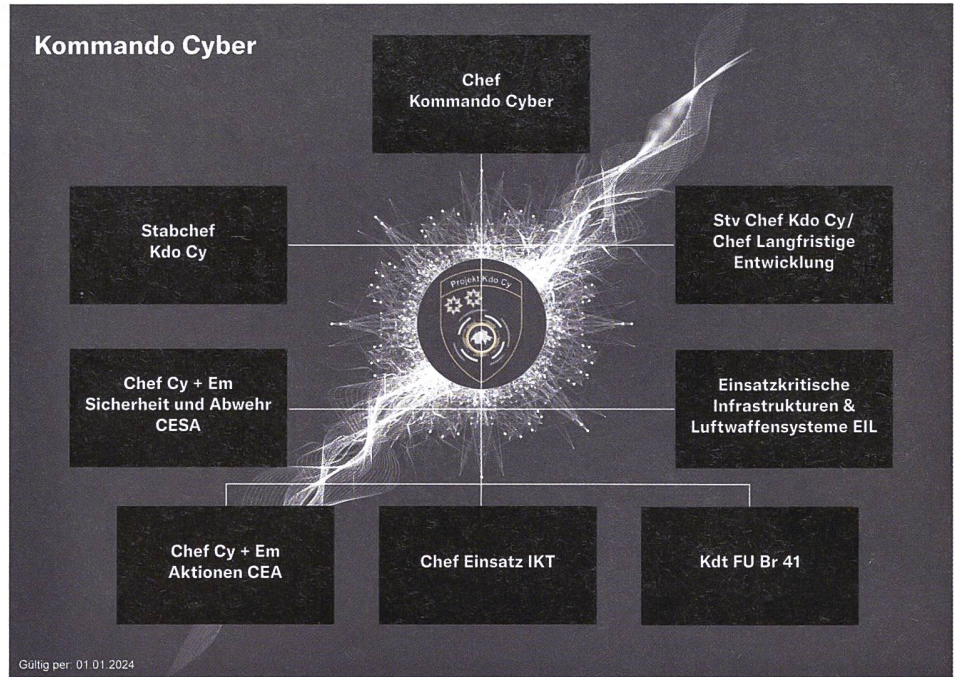 Kommando Cyber
Chef
Kommando Cyber
Stabchef
Kdo Cy
Stv Chef Kdo Cy/
Chef Langfristige
Entwicklung
Projekt Kdo Cy
Chef Cy + Em
Sicherheit und Abwehr
CESA
Einsatzkritische
Infrastrukturen &
Luftwaffensysteme EIL
Chef Cy + Em
Aktionen CEA
Chef Einsatz IKT
Kdt FU Br 41
Gültig per: 01.01.2024